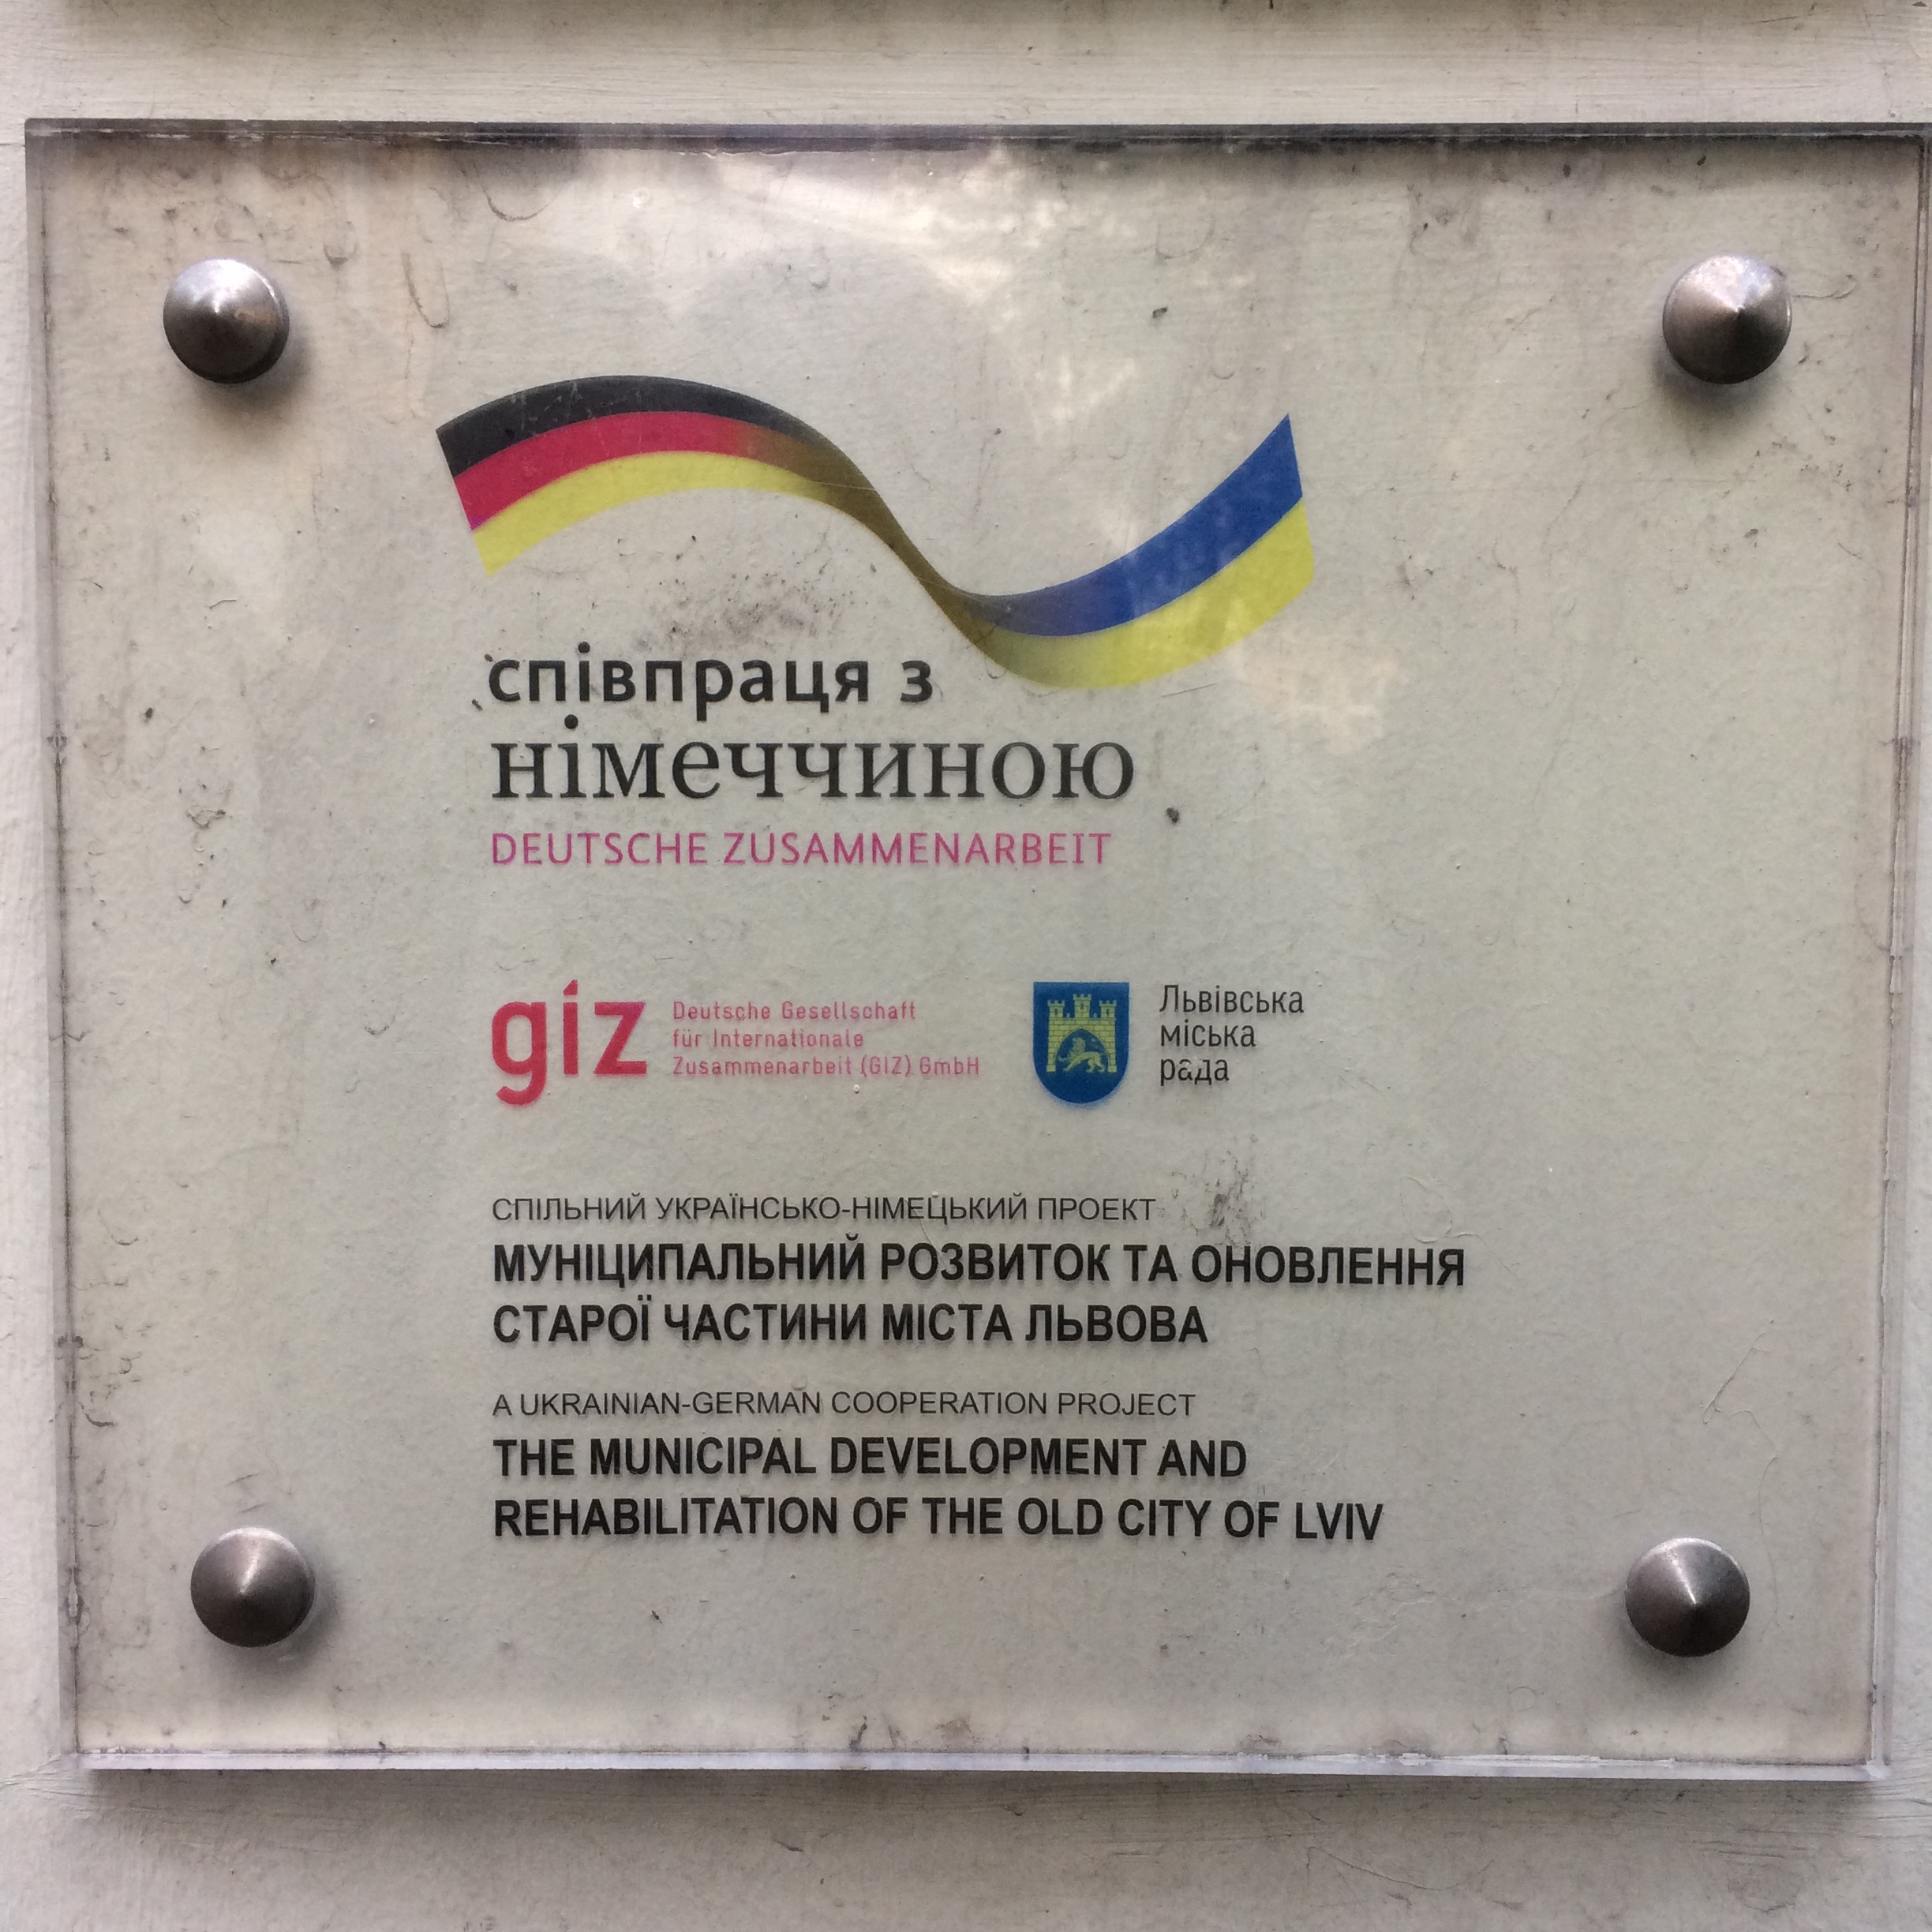 співпраця з
німеччиною
DEUTSCHE ZUSAMMENARBEIT
giz
Deutsche Gesellschaft
für Internationale
Zusammenarbeit (GIZ) GmbH
Львівська
міська
рада
СПІЛЬНИЙ УКРАЇНСЬКО-НІМЕЦЬКИЙ ПРОЕКТ
МУНІЦИПАЛЬНИЙ РОЗВИТОК ТА ОНОВЛЕННЯ
СТАРОЇ ЧАСТИНИ МІСТА ЛЬВОВА
A UKRAINIAN-GERMAN COOPERATION PROJECT
THE MUNICIPAL DEVELOPMENT AND
REHABILITATION OF THE OLD CITY OF LVIV